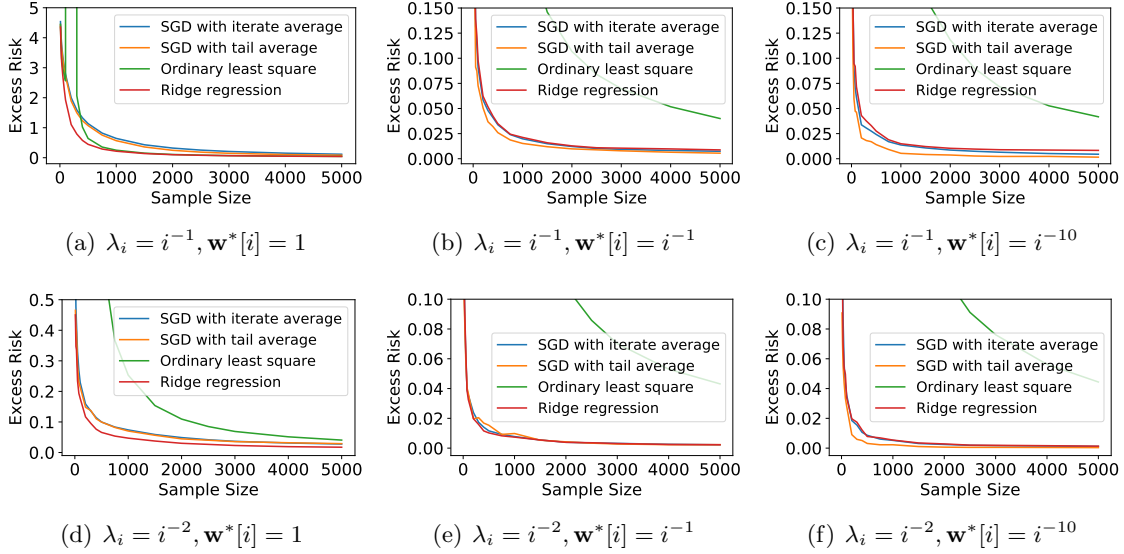 5
4
3
2
1
0
Excess Risk
SGD with iterate average
SGD with tail average
Ordinary least square
Ridge regression
0 1000 2000 3000 4000 5000
Sample Size
(a) λᵢ = i⁻¹, w*[i] = 1
0.150
0.125
0.100
0.075
0.050
0.025
0.000
Excess Risk
SGD with iterate average
SGD with tail average
Ordinary least square
Ridge regression
0 1000 2000 3000 4000 5000
Sample Size
(b) λᵢ = i⁻¹, w*[i] = i⁻¹
0.150
0.125
0.100
0.075
0.050
0.025
0.000
Excess Risk
SGD with iterate average
SGD with tail average
Ordinary least square
Ridge regression
0 1000 2000 3000 4000 5000
Sample Size
(c) λᵢ = i⁻¹, w*[i] = i⁻¹⁰
0.5
0.4
0.3
0.2
0.1
0.0
Excess Risk
SGD with iterate average
SGD with tail average
Ordinary least square
Ridge regression
0 1000 2000 3000 4000 5000
Sample Size
(d) λᵢ = i⁻², w*[i] = 1
0.10
0.08
0.06
0.04
0.02
0.00
Excess Risk
SGD with iterate average
SGD with tail average
Ordinary least square
Ridge regression
0 1000 2000 3000 4000 5000
Sample Size
(e) λᵢ = i⁻², w*[i] = i⁻¹
0.10
0.08
0.06
0.04
0.02
0.00
Excess Risk
SGD with iterate average
SGD with tail average
Ordinary least square
Ridge regression
0 1000 2000 3000 4000 5000
Sample Size
(f) λᵢ = i⁻², w*[i] = i⁻¹⁰